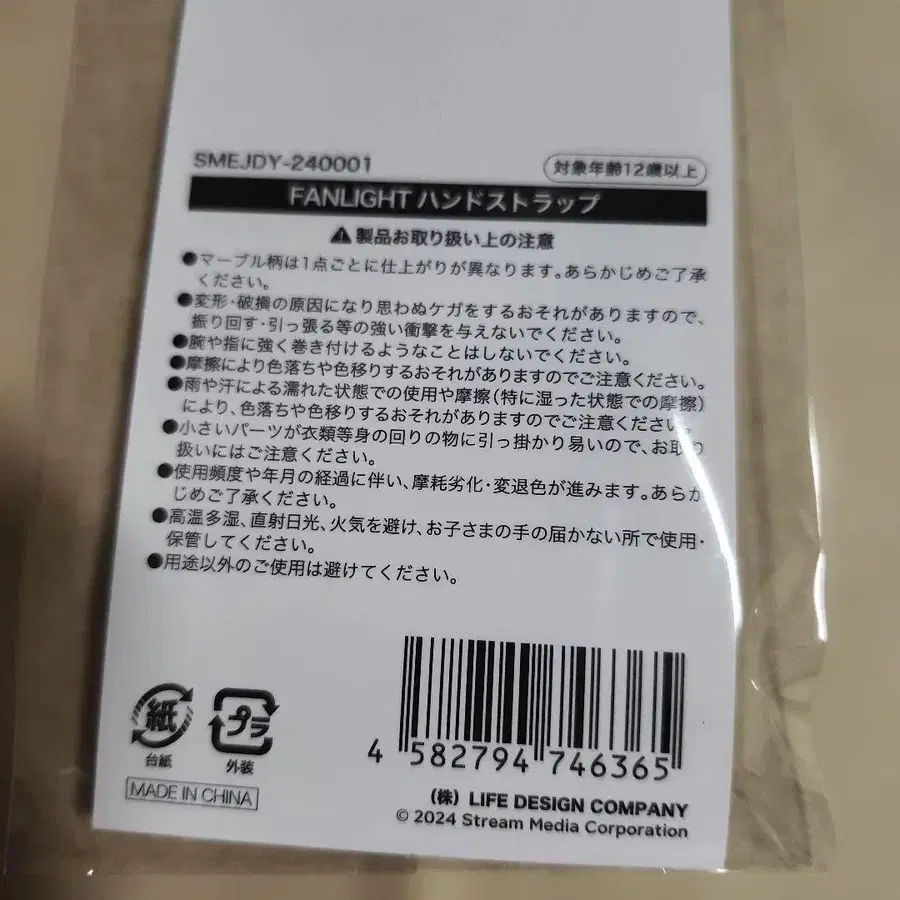 SMEJDY-240001
対象年齢12歳以上
FANLIGHT ハンドストラップ
⚠製品お取り扱い上の注意
●マーブル柄は1点ごとに仕上がりが異なります。あらかじめご了承
ください。
●変形・破損の原因になり思わぬケガをするおそれがありますので、
振り回す・引っ張る等の強い衝撃を与えないでください。
●腕や指に強く巻き付けるようなことはしないでください。
●摩擦により色落ちや色移りするおそれがありますのでご注意ください。
●雨や汗による濡れた状態での使用や摩擦(特に湿った状態での摩擦)
により、色落ちや色移りするおそれがありますのでご注意ください。
●小さいパーツが衣類等身の回りの物に引っ掛かり易いので、お取り
扱いにはご注意ください。
●使用頻度や年月の経過に伴い、摩耗劣化・変退色が進みます。あらか
じめご了承ください。
●高温多湿、直射日光、火気を避け、お子さまの手の届かない所で使用・
保管してください。
●用途以外のご使用は避けてください。
紙
台紙
プラ
外装
MADE IN CHINA
4 582794 746365
(株) LIFE DESIGN COMPANY
© 2024 Stream Media Corporation